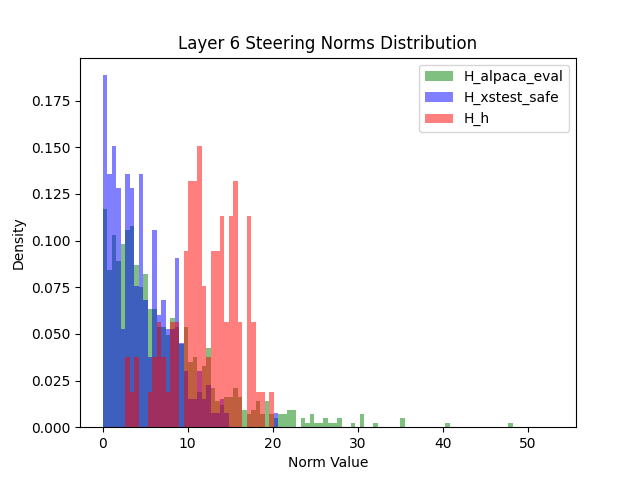 Layer 6 Steering Norms Distribution
H_alpaca_eval
H_xstest_safe
H_h
0.175
0.150
0.125
0.100
0.075
0.050
0.025
0.000
Density
0 10 20 30 40 50
Norm Value